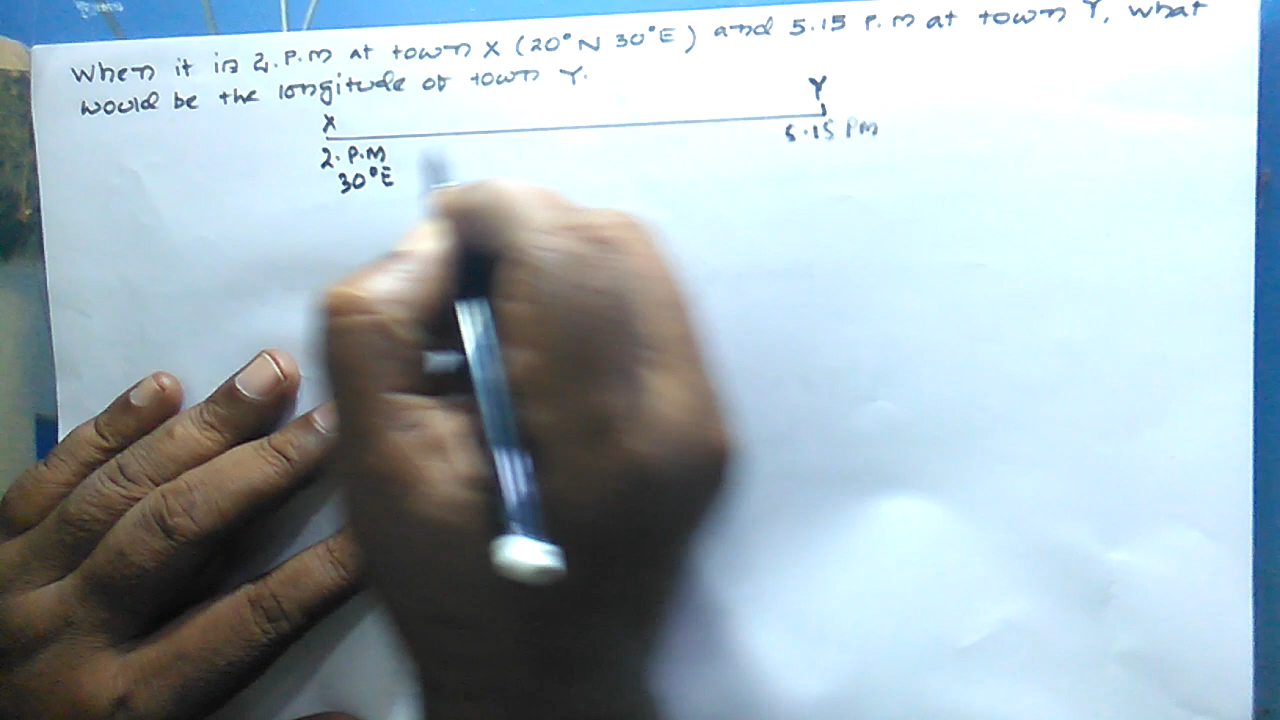 When it is 2.P.M at town X (20°N 30°E) and 5.15 P.M at town Y, what
would be the longitude of town Y.
X Y
2.P.M 5.15 PM
30°E